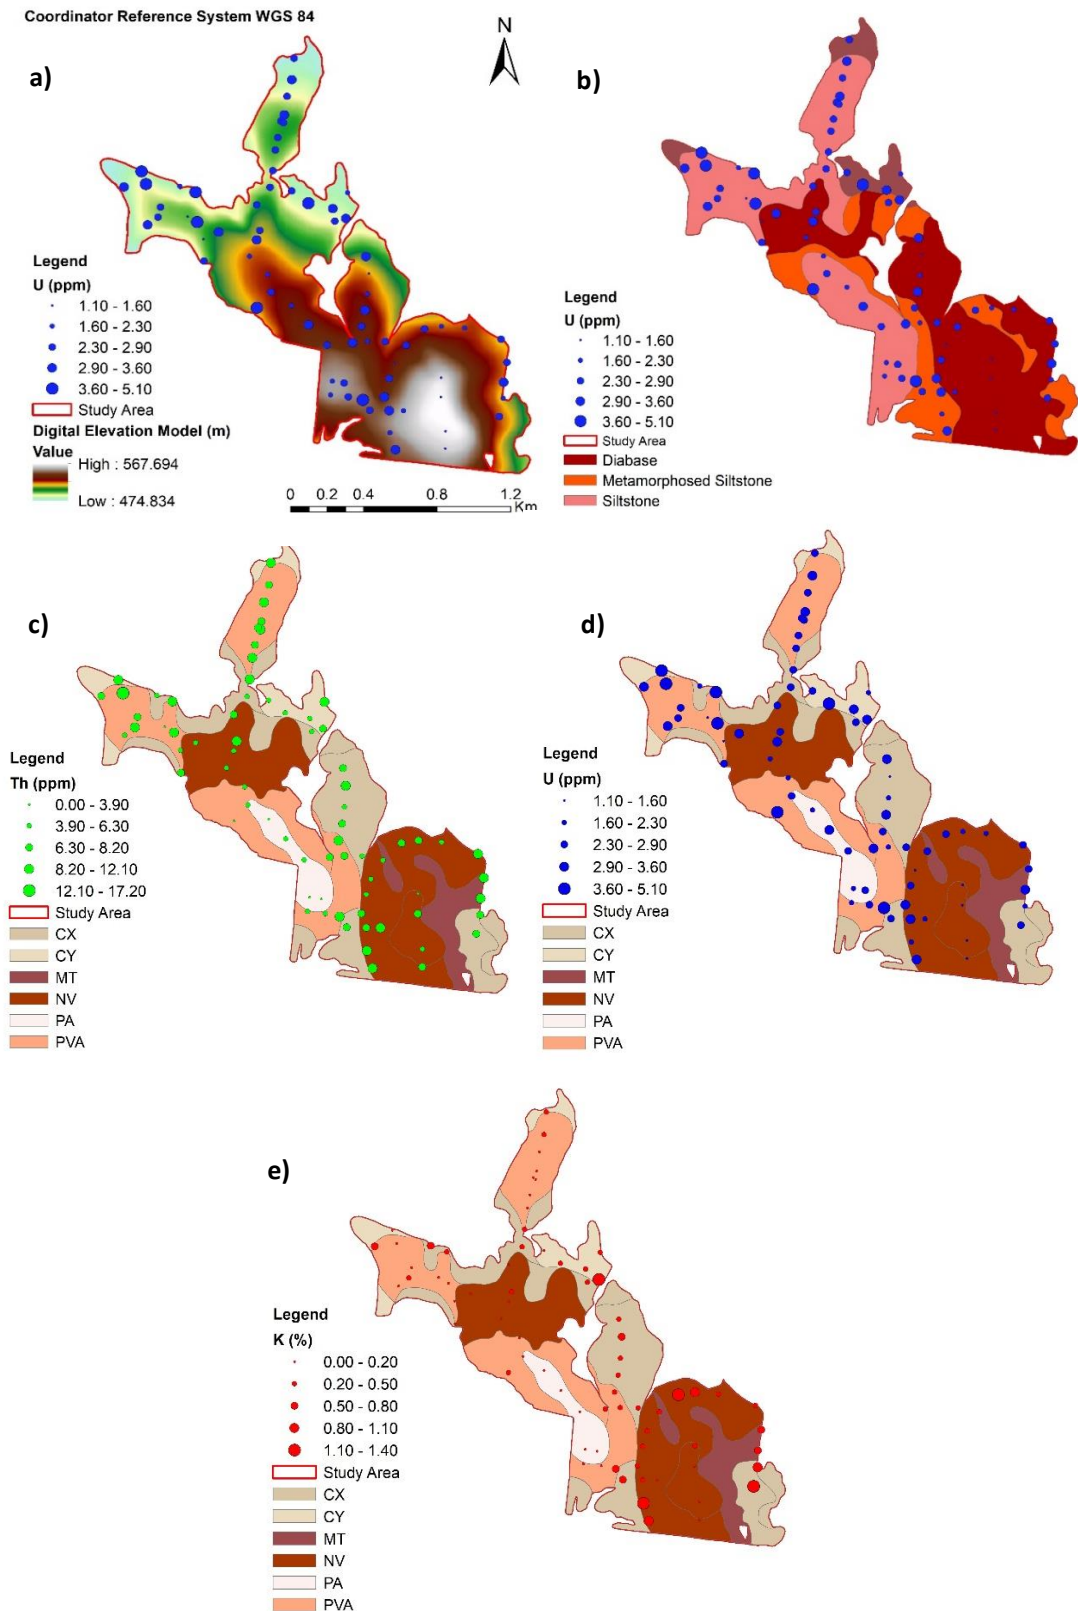 Coordinator Reference System WGS 84
N
a)
Legend
U (ppm)
1.10 - 1.60
1.60 - 2.30
2.30 - 2.90
2.90 - 3.60
3.60 - 5.10
Study Area
Digital Elevation Model (m)
Value
High : 567.694
Low : 474.834
0 0.2 0.4 0.8 1.2
Km
b)
Legend
U (ppm)
1.10 - 1.60
1.60 - 2.30
2.30 - 2.90
2.90 - 3.60
3.60 - 5.10
Study Area
Diabase
Metamorphosed Siltstone
Siltstone
c)
Legend
Th (ppm)
0.00 - 3.90
3.90 - 6.30
6.30 - 8.20
8.20 - 12.10
12.10 - 17.20
Study Area
CX
CY
MT
NV
PA
PVA
d)
Legend
U (ppm)
1.10 - 1.60
1.60 - 2.30
2.30 - 2.90
2.90 - 3.60
3.60 - 5.10
Study Area
CX
CY
MT
NV
PA
PVA
e)
Legend
K (%)
0.00 - 0.20
0.20 - 0.50
0.50 - 0.80
0.80 - 1.10
1.10 - 1.40
Study Area
CX
CY
MT
NV
PA
PVA